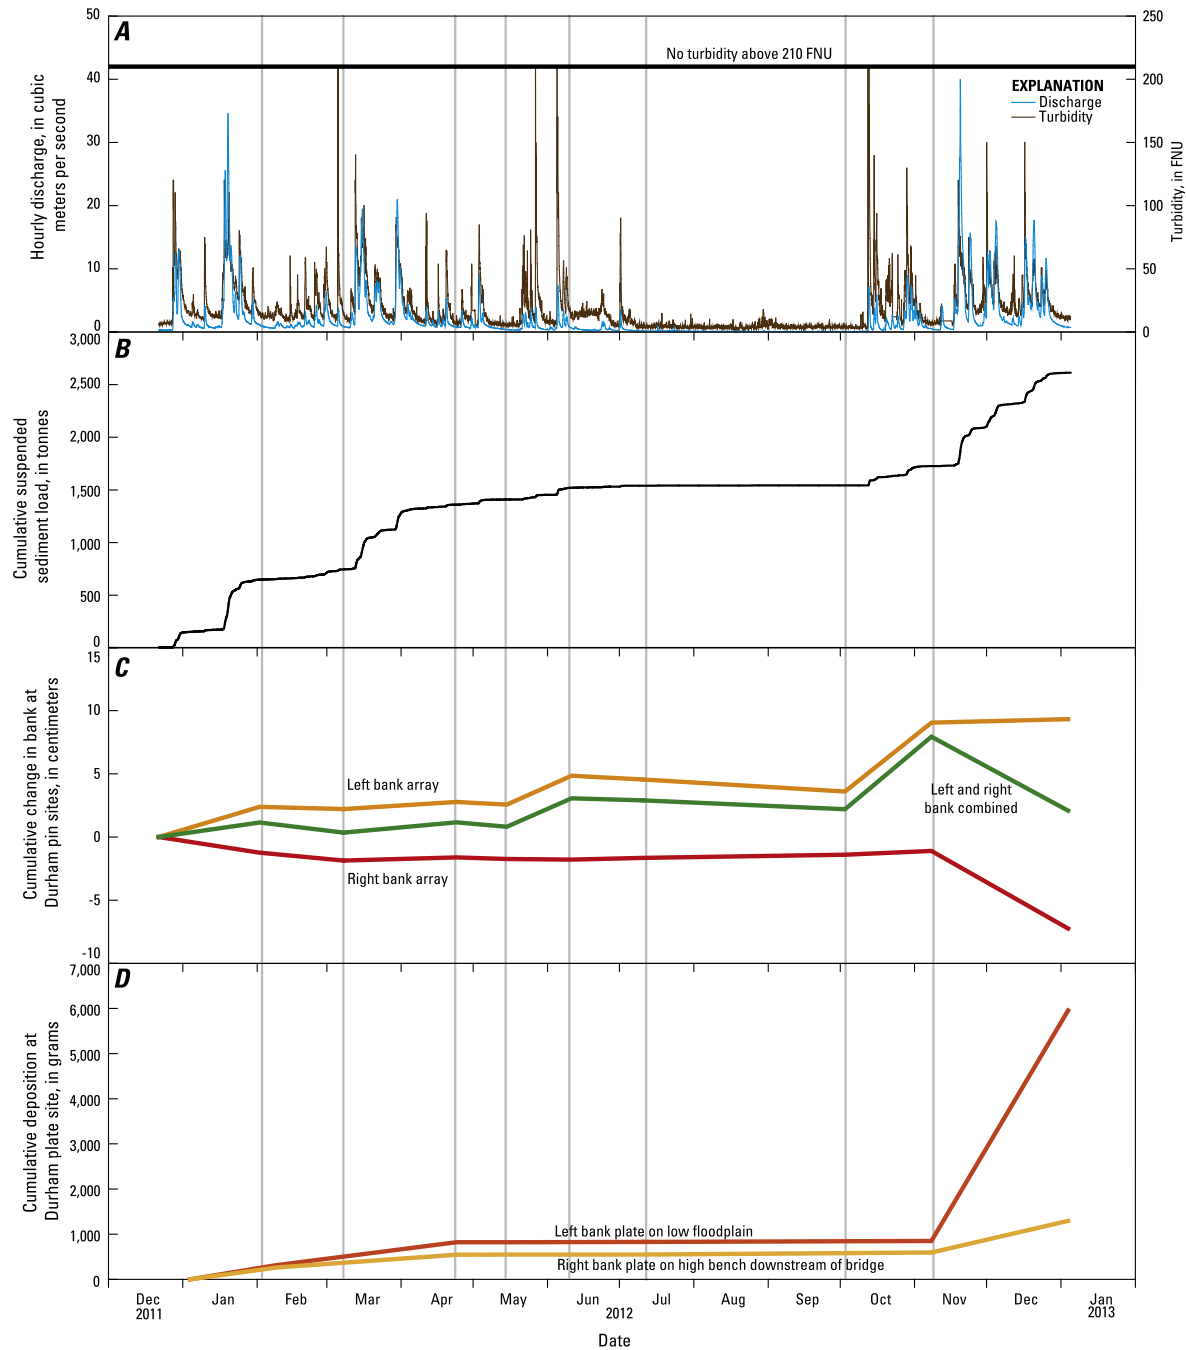 A
50
40
30
20
10
0
Hourly discharge, in cubic
meters per second
No turbidity above 210 FNU
EXPLANATION
Discharge
Turbidity
250
200
150
100
50
0
Turbidity, in FNU
B
3,000
2,500
2,000
1,500
1,000
500
0
Cumulative suspended
sediment load, in tonnes
C
15
10
5
0
-5
-10
Cumulative change in bank at
Durham pin sites, in centimeters
Left bank array
Left and right
bank combined
Right bank array
D
7,000
6,000
5,000
4,000
3,000
2,000
1,000
0
Cumulative deposition at
Durham plate site, in grams
Left bank plate on low floodplain
Right bank plate on high bench downstream of bridge
Dec Jan Feb Mar Apr May Jun Jul Aug Sep Oct Nov Dec Jan
2011 2012 2013
Date